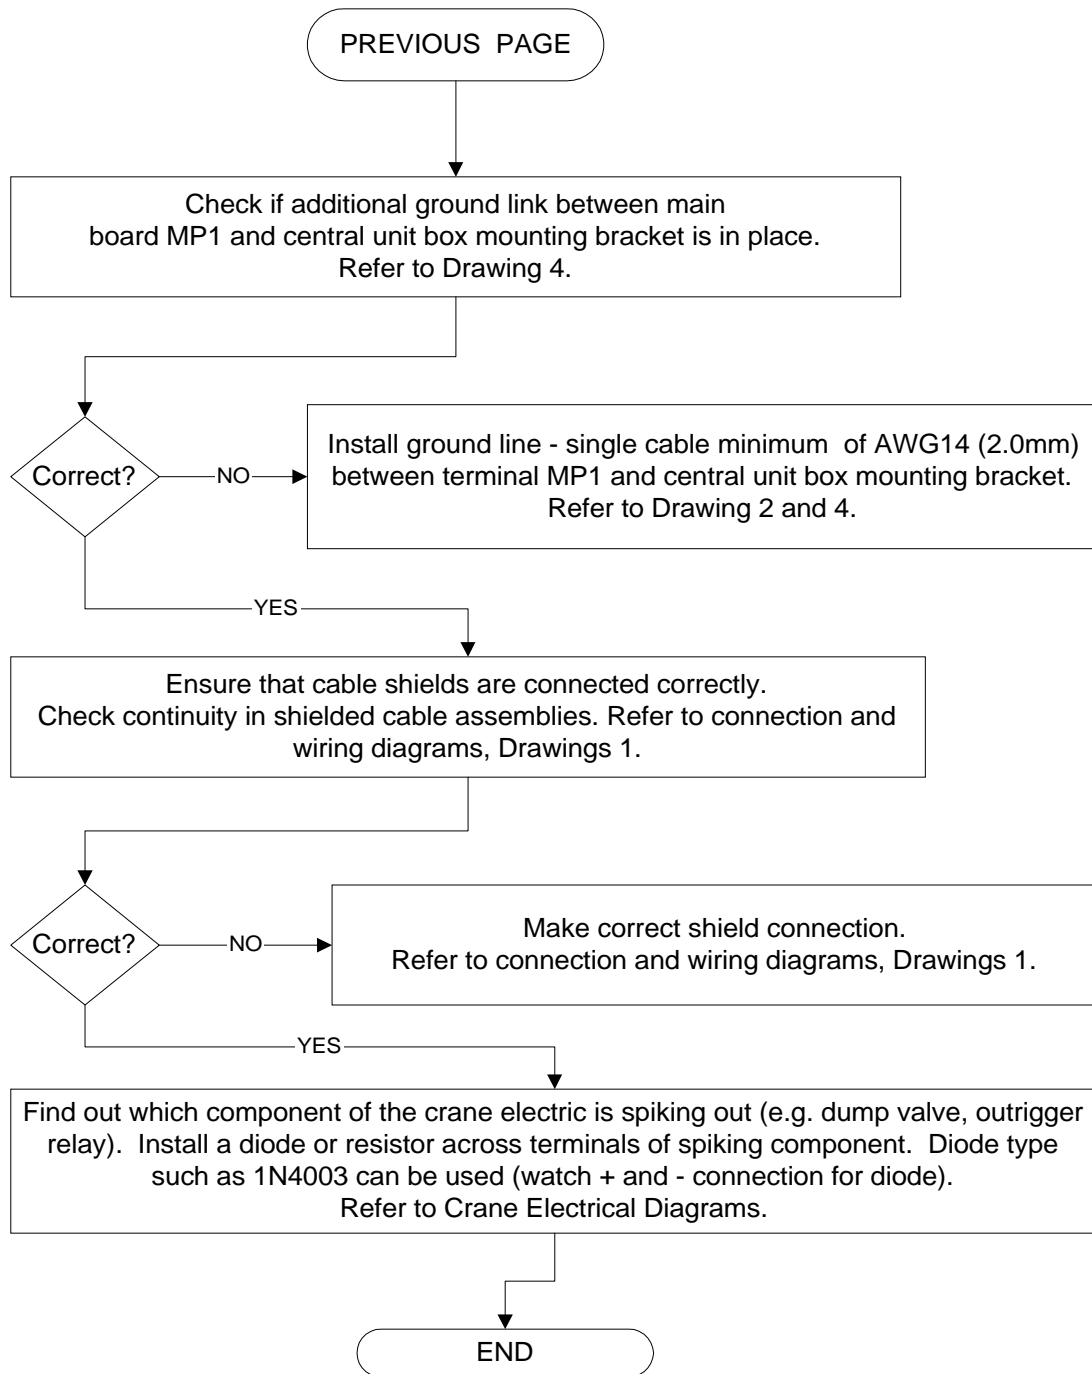 PREVIOUS PAGE
Check if additional ground link between main
board MP1 and central unit box mounting bracket is in place.
Refer to Drawing 4.
Correct?
NO
Install ground line - single cable minimum of AWG14 (2.0mm)
between terminal MP1 and central unit box mounting bracket.
Refer to Drawing 2 and 4.
YES
Ensure that cable shields are connected correctly.
Check continuity in shielded cable assemblies. Refer to connection and
wiring diagrams, Drawings 1.
Correct?
NO
Make correct shield connection.
Refer to connection and wiring diagrams, Drawings 1.
YES
Find out which component of the crane electric is spiking out (e.g. dump valve, outrigger
relay). Install a diode or resistor across terminals of spiking component. Diode type
such as 1N4003 can be used (watch + and - connection for diode).
Refer to Crane Electrical Diagrams.
END